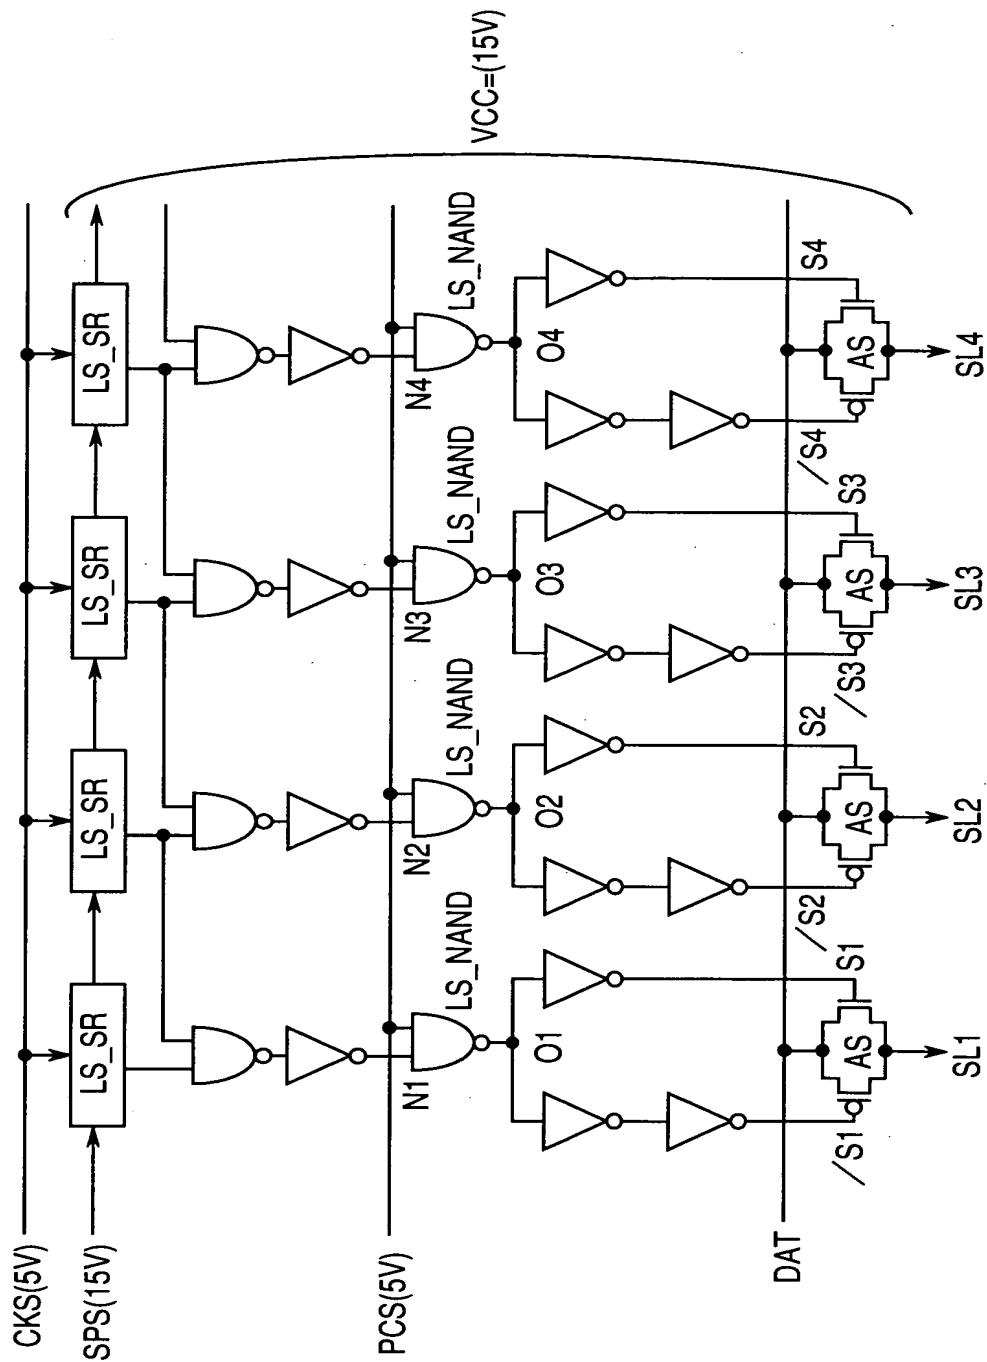 CKS(5V)
SPS(15V)
LS_SR
LS_SR
LS_SR
LS_SR
VCC=(15V)
PCS(5V)
N1
LS_NAND
N2
LS_NAND
N3
LS_NAND
N4
LS_NAND
O1
O2
O3
O4
DAT
/S1
S1
/S2
S2
/S3
S3
/S4
S4
AS
AS
AS
AS
SL1
SL2
SL3
SL4